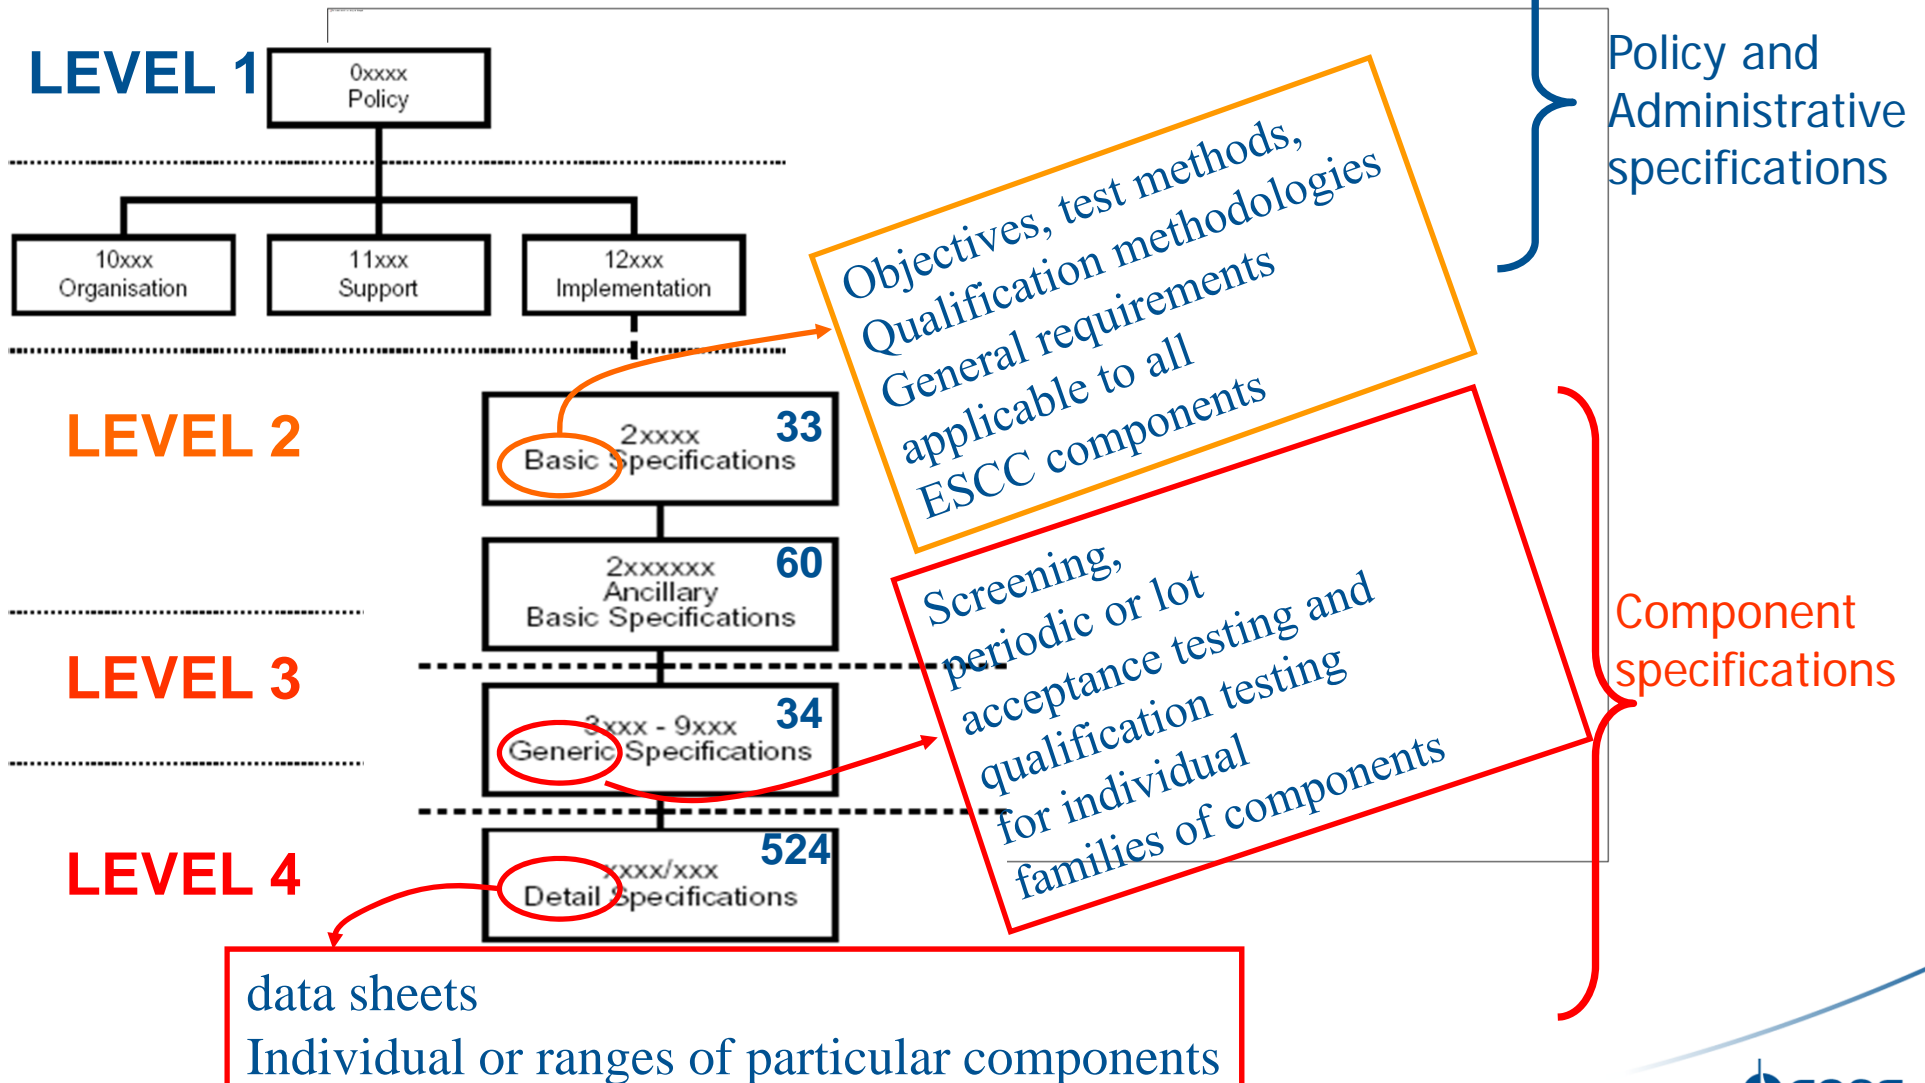 LEVEL 1
0xxxx
Policy
Policy and
Administrative
specifications
10xxx
Organisation
11xxx
Support
12xxx
Implementation
Objectives, test methods,
Qualification methodologies
General requirements
applicable to all
ESCC components
LEVEL 2
2xxxx
33
Basic Specifications
2xxxxxx
60
Ancillary
Basic Specifications
Screening,
periodic or lot
acceptance testing and
qualification testing
for individual
families of components
Component
specifications
LEVEL 3
3xxx - 9xxx
34
Generic Specifications
LEVEL 4
xxxx/xxx
524
Detail Specifications
data sheets
Individual or ranges of particular components